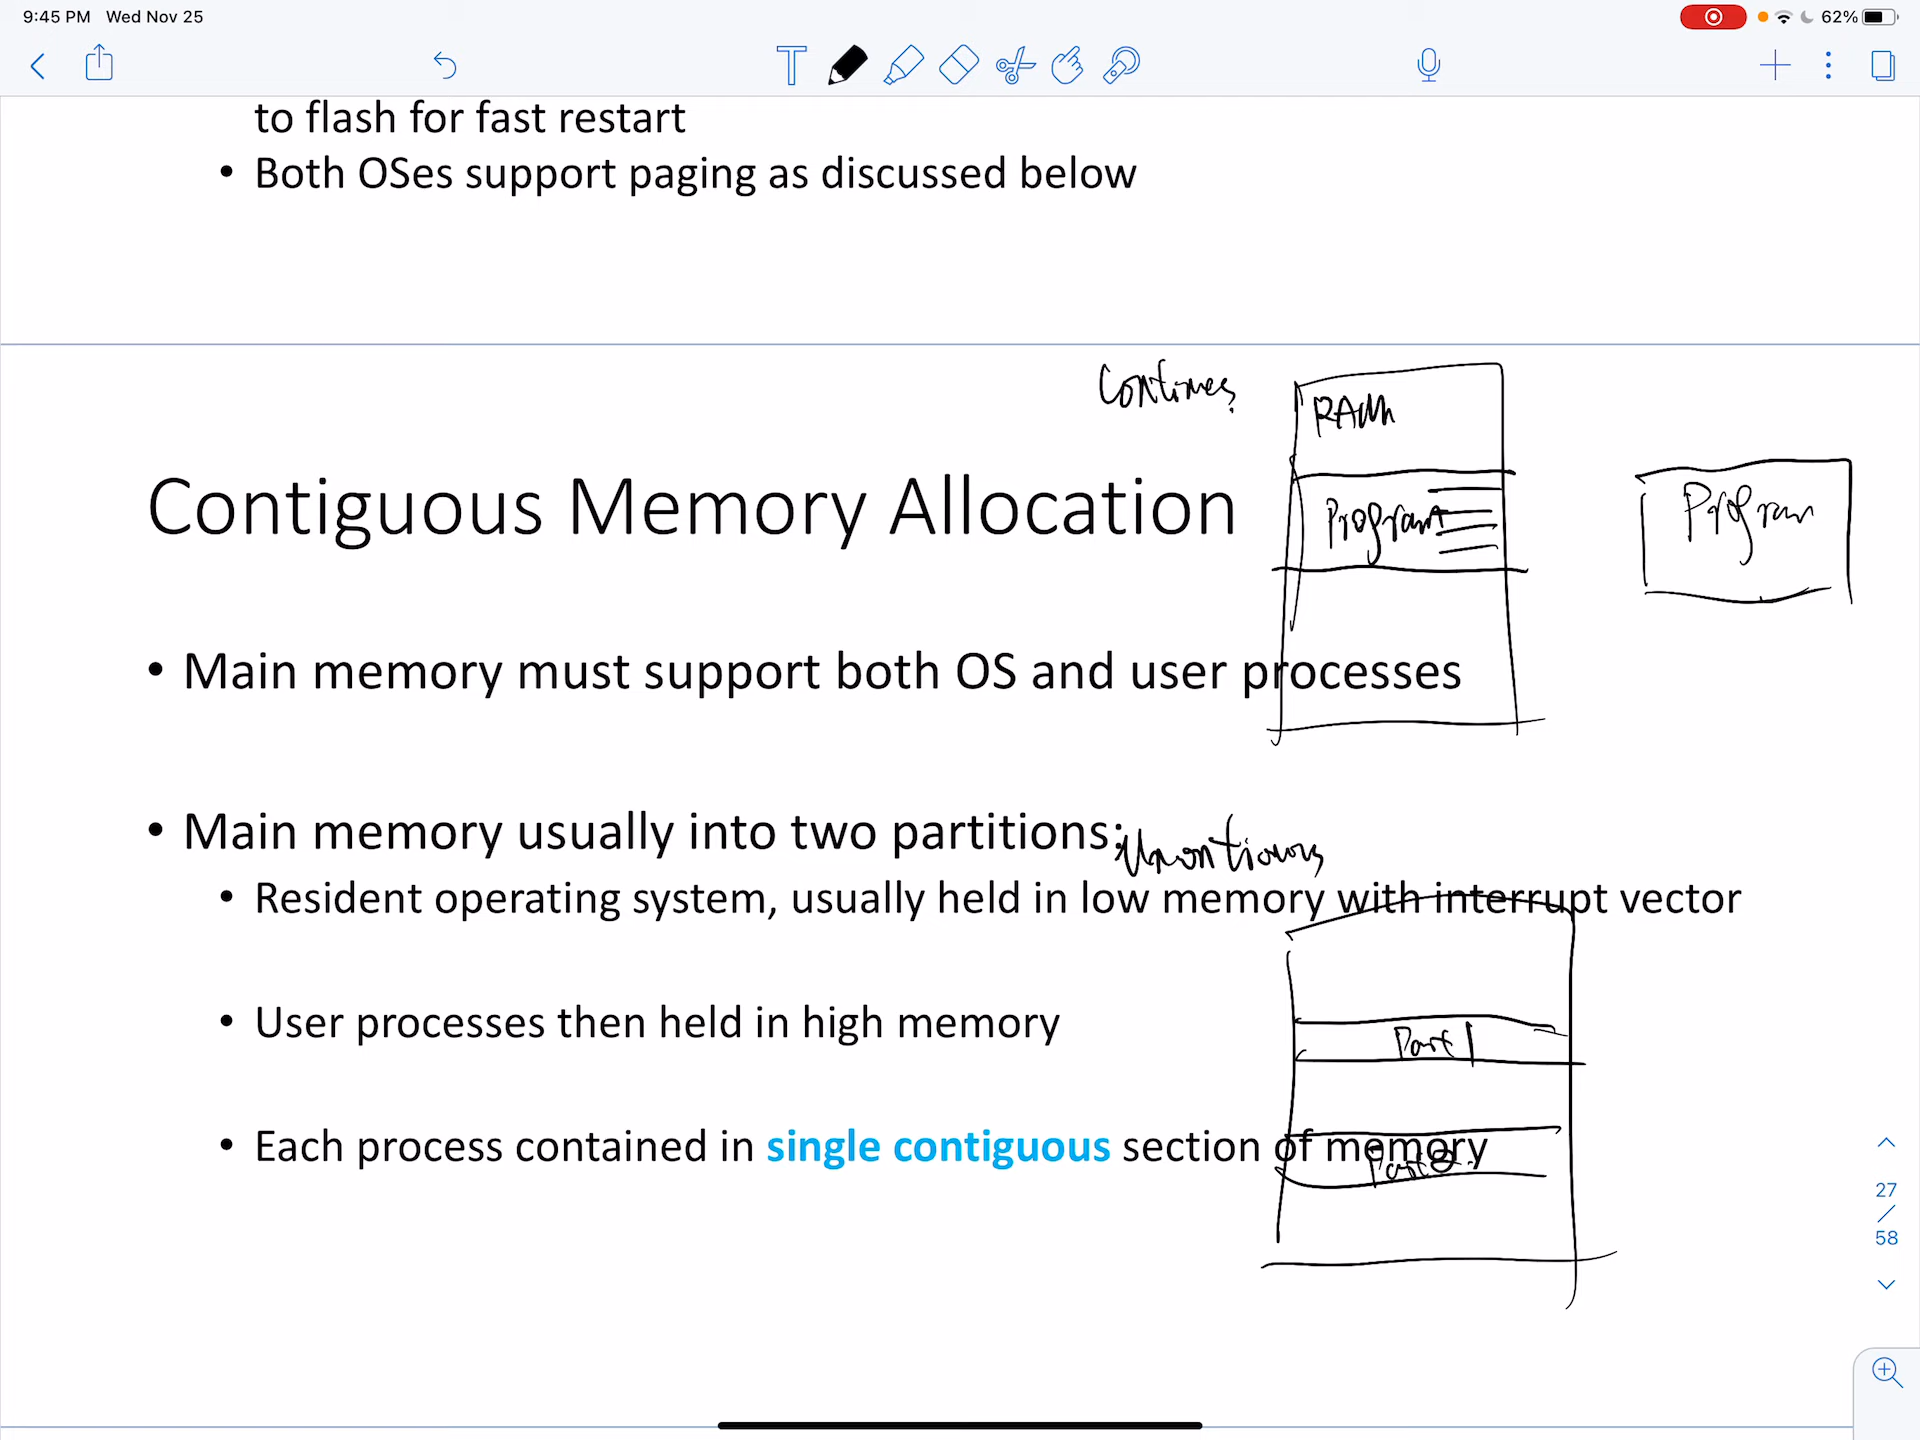 9:45 PM Wed Nov 25
62%
to flash for fast restart
• Both OSes support paging as discussed below
RAM
Program
Program
Contiguous Memory Allocation
• Main memory must support both OS and user processes
• Main memory usually into two partitions:
• Resident operating system, usually held in low memory with interrupt vector
• User processes then held in high memory
Part 1
• Each process contained in single contiguous section of memory
Part 2
27
/
58